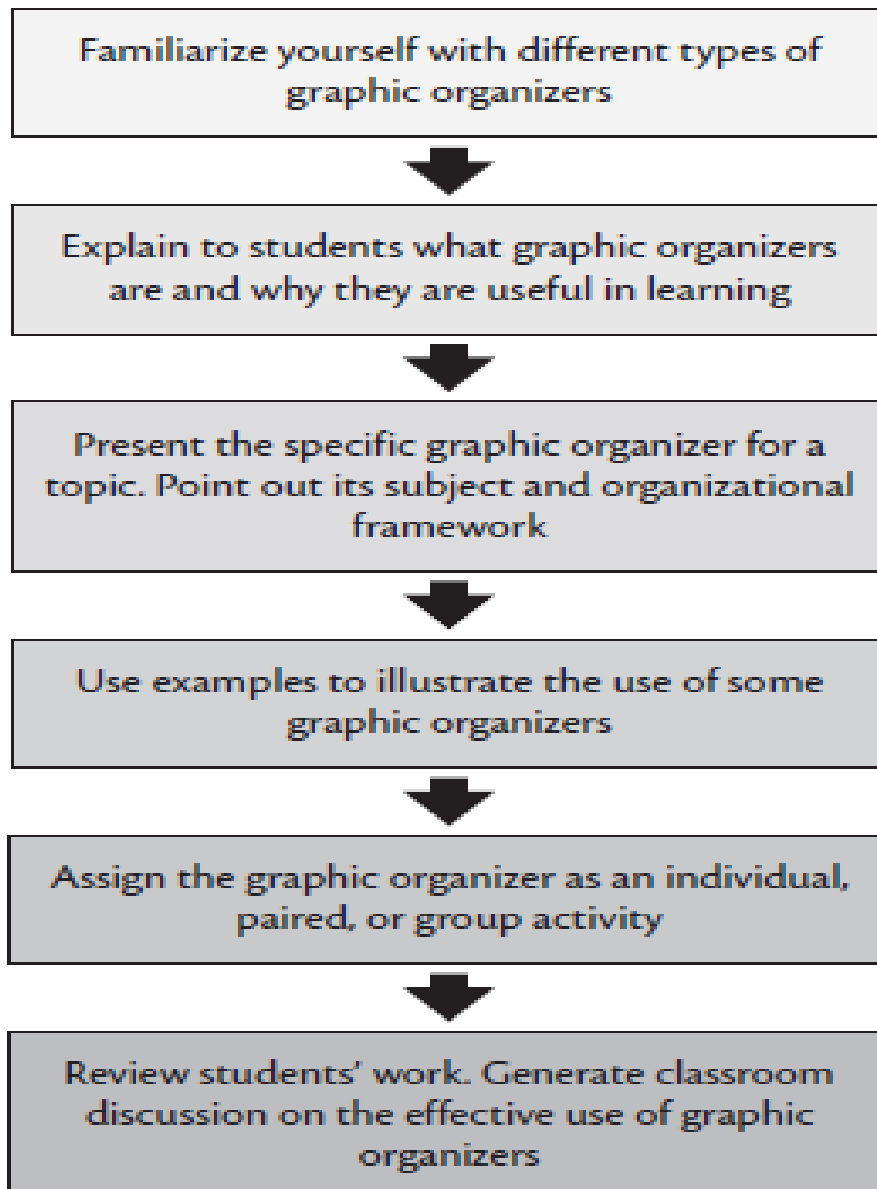 Familiarize yourself with different types of
graphic organizers
Explain to students what graphic organizers
are and why they are useful in learning
Present the specific graphic organizer for a
topic. Point out its subject and organizational
framework
Use examples to illustrate the use of some
graphic organizers
Assign the graphic organizer as an individual,
paired, or group activity
Review students’ work. Generate classroom
discussion on the effective use of graphic
organizers